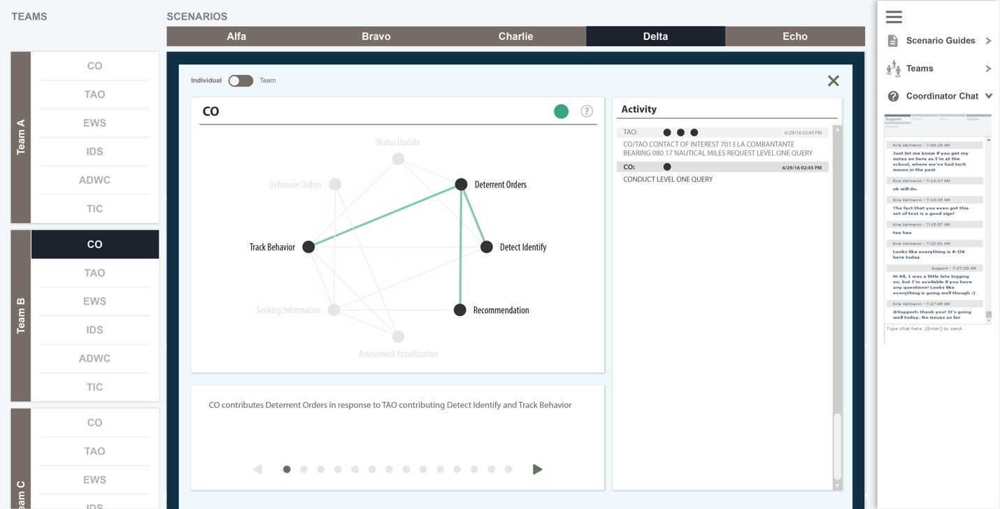 TEAMS
SCENARIOS
Alfa
Bravo
Charlie
Delta
Echo
Team A
CO
TAO
EWS
IDS
ADWC
TIC
Team B
CO
TAO
EWS
IDS
ADWC
TIC
CO
TAO
EWS
IDS
Individual
Team
CO
?
Status Update
Defensive Orders
Deterrent Orders
Track Behavior
Detect Identify
Seeking Information
Recommendation
Assessment Prioritization
CO contributes Deterrent Orders in response to TAO contributing Detect Identify and Track Behavior
Activity
TAO:
6/29/16 02:45 PM
CO/TAO CONTACT OF INTEREST 7013 LA COMBANTANTE
BEARING 080 17 NAUTICAL MILES REQUEST LEVEL ONE QUERY
CO:
6/29/16 02:45 PM
CONDUCT LEVEL ONE QUERY
Scenario Guides
Teams
?
Coordinator Chat
Support
Kira Velmenni - 7:09:29 AM
Just let me know if you get my
notes on here as I'm at the
school, where we've had tech
issues in the past
Kira Velmenni - 7:14:17 AM
ok will do.
Kira Velmenni - 7:14:35 AM
The fact that you even got this
set of text is a good sign!
Kira Velmenni - 7:15:57 AM
tee hee
Kira Velmenni - 7:22:01 AM
Looks like everything is A-OK
here today
Support - 7:27:20 AM
Hi All, I was a little late logging
on, but I'm available if you have
any questions! Looks like
everything is going well though :)
Kira Velmenni - 7:27:49 AM
@Support: thank you! It's going
well today. No issues so far
Type chat here. [Enter] to send.